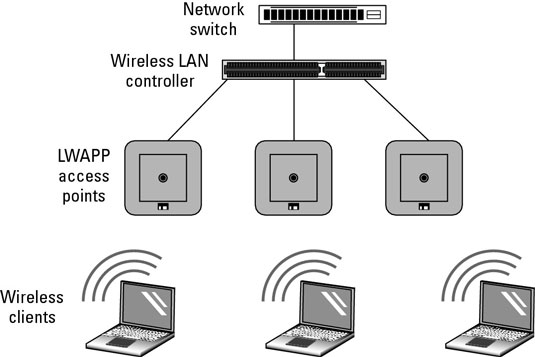 Network
switch
Wireless LAN
controller
LWAPP
access
points
Wireless
clients